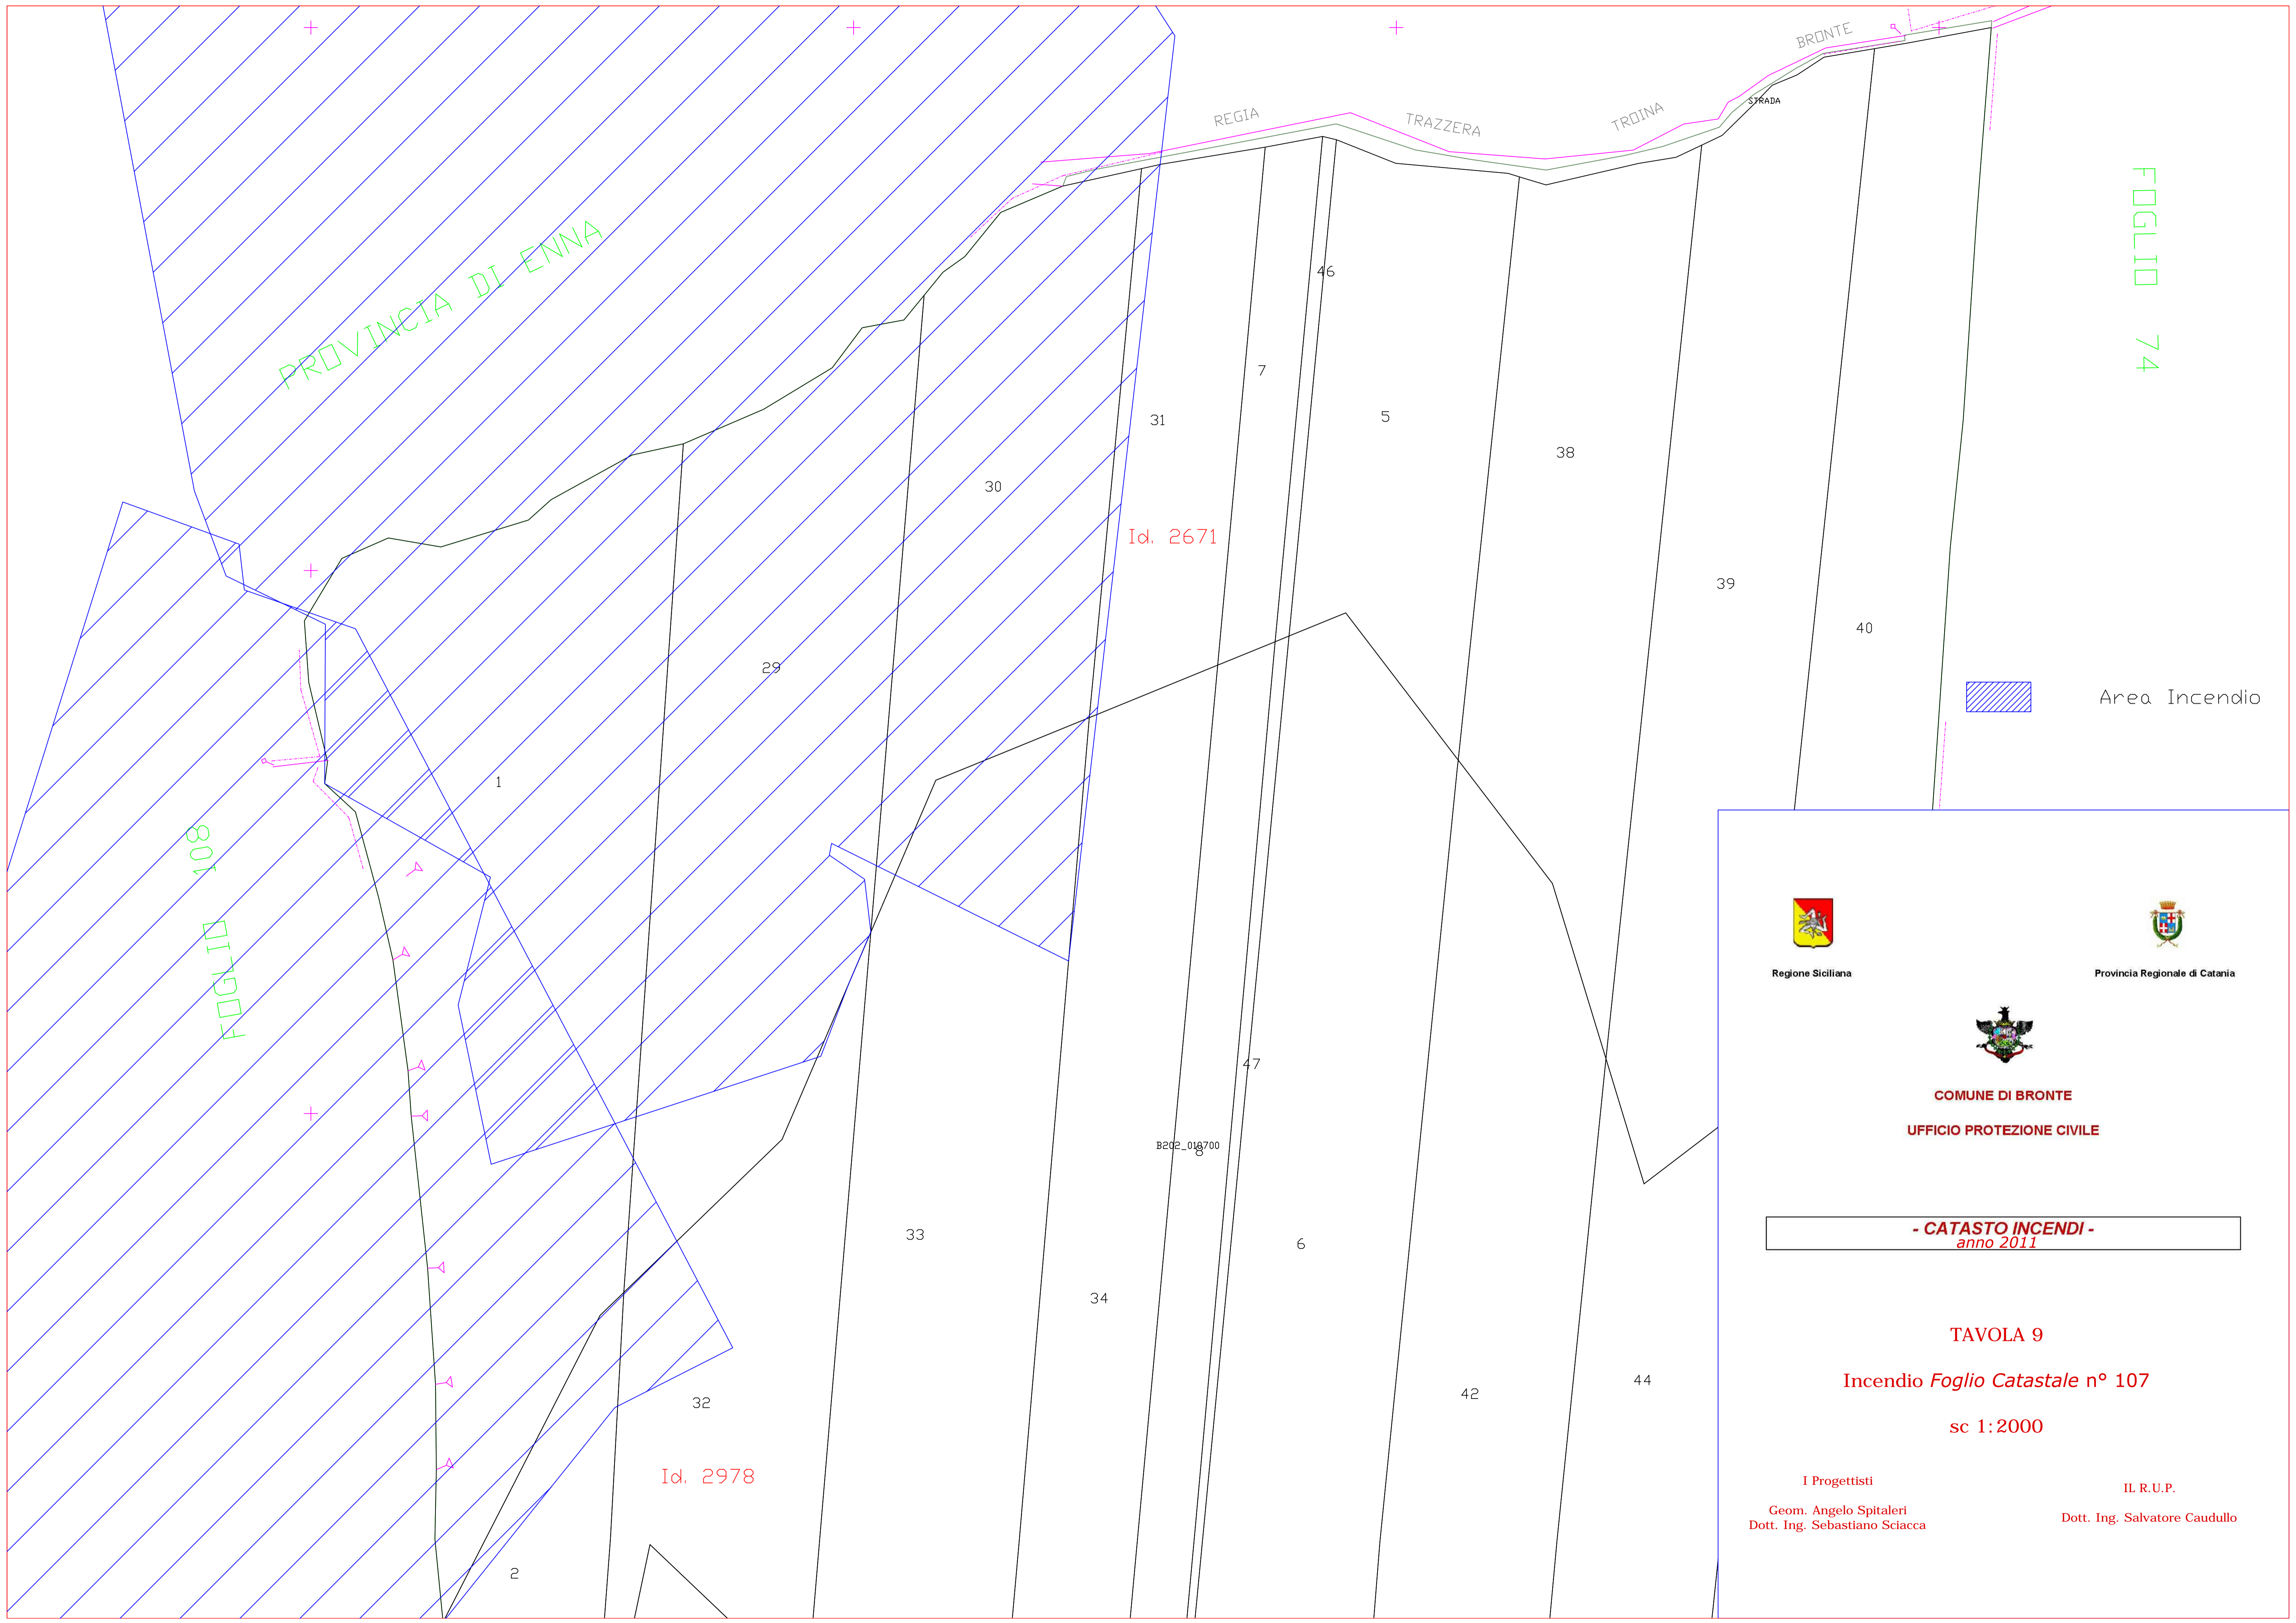 BRONTE
REGIA
TRAZZERA
TROINA
STRADA
PROVINCIA DI ENNA
FOGLIO 74
46
7
31
5
38
30
Id. 2671
39
40
29
1
Area Incendio
FOGLIO 108
47
B202_010700
8
33
6
34
44
42
32
Id. 2978
2
Regione Siciliana
Provincia Regionale di Catania
COMUNE DI BRONTE
UFFICIO PROTEZIONE CIVILE
- CATASTO INCENDI -
anno 2011
TAVOLA 9
Incendio Foglio Catastale n° 107
sc 1:2000
I Progettisti
Geom. Angelo Spitaleri
Dott. Ing. Sebastiano Sciacca
IL R.U.P.
Dott. Ing. Salvatore Caudullo